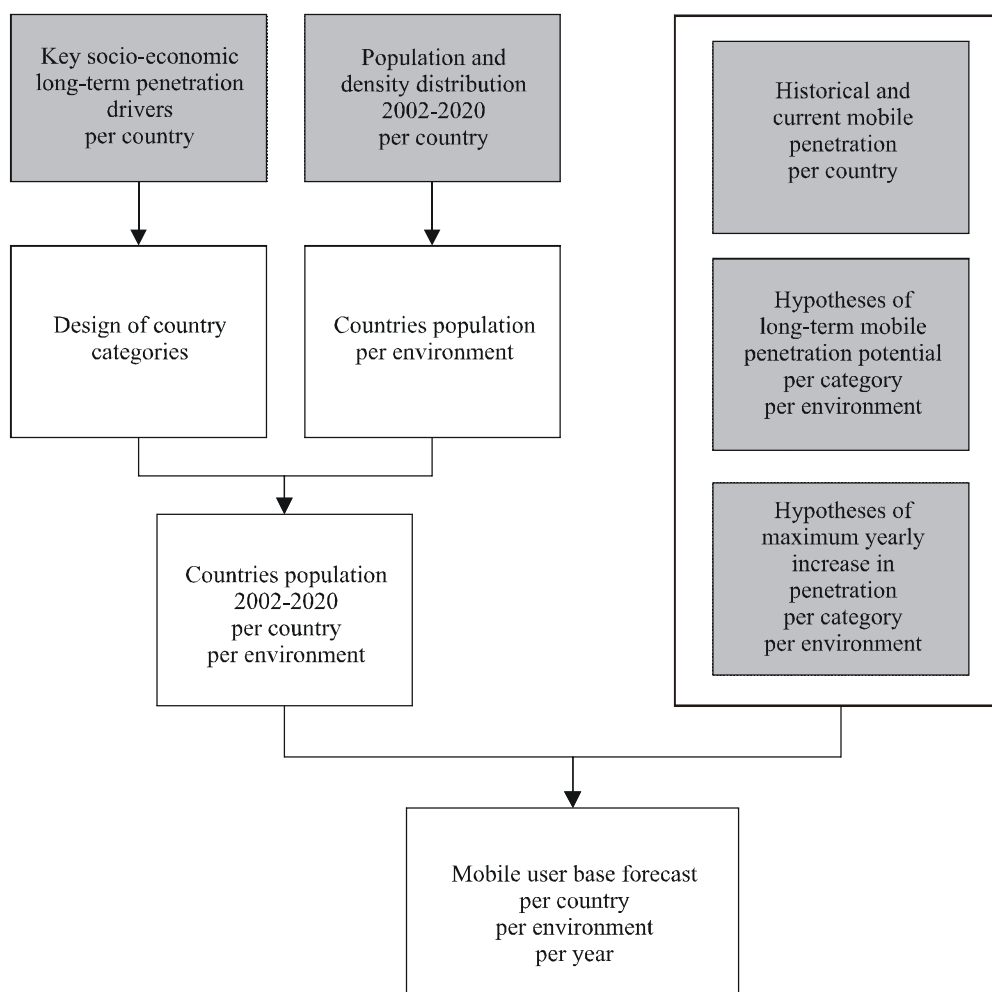 Key socio-economic
long-term penetration
drivers
per country
Population and
density distribution
2002-2020
per country
Historical and
current mobile
penetration
per country
Design of country
categories
Countries population
per environment
Hypotheses of
long-term mobile
penetration potential
per category
per environment
Hypotheses of
maximum yearly
increase in
penetration
per category
per environment
Countries population
2002-2020
per country
per environment
Mobile user base forecast
per country
per environment
per year